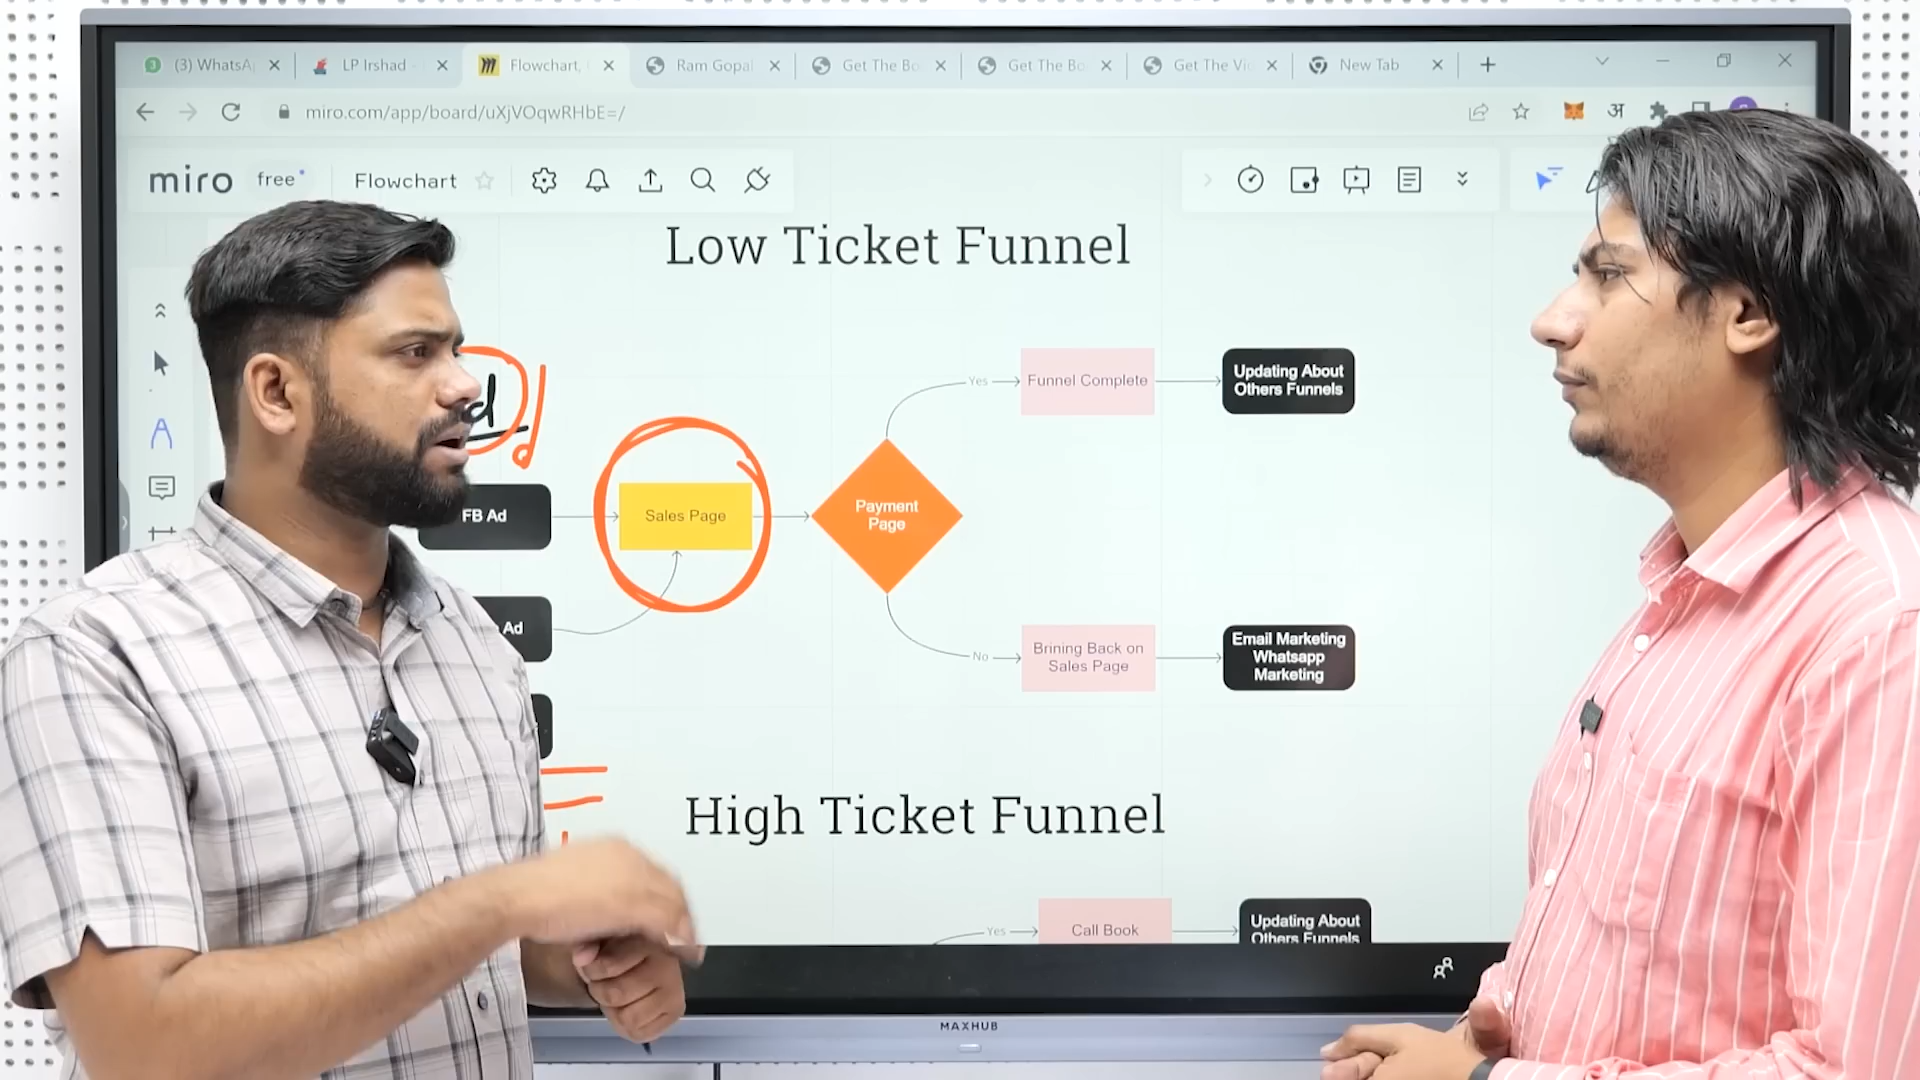 (3) WhatsA
LP Irshad -
Flowchart,
Ram Gopal
Get The Bo
Get The Bo
Get The Vi
New Tab
miro.com/app/board/uXjVOqwRHbE=/
अ
miro
free
Flowchart
Low Ticket Funnel
d
Yes
Funnel Complete
Updating About
Others Funnels
FB Ad
Sales Page
Payment
Page
Ad
No
Brining Back on
Sales Page
Email Marketing
Whatsapp
Marketing
High Ticket Funnel
Yes
Call Book
Updating About
Others Funnels
MAXHUB